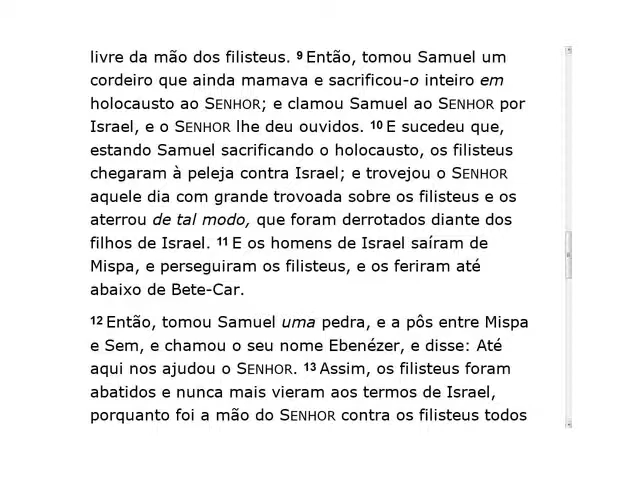 livre da mão dos filisteus. 9 Então, tomou Samuel um
cordeiro que ainda mamava e sacrificou-o inteiro em
holocausto ao SENHOR; e clamou Samuel ao SENHOR por
Israel, e o SENHOR lhe deu ouvidos. 10 E sucedeu que,
estando Samuel sacrificando o holocausto, os filisteus
chegaram à peleja contra Israel; e trovejou o SENHOR
aquele dia com grande trovoada sobre os filisteus e os
aterrou de tal modo, que foram derrotados diante dos
filhos de Israel. 11 E os homens de Israel saíram de
Mispa, e perseguiram os filisteus, e os feriram até
abaixo de Bete-Car.
12 Então, tomou Samuel uma pedra, e a pôs entre Mispa
e Sem, e chamou o seu nome Ebenézer, e disse: Até
aqui nos ajudou o SENHOR. 13 Assim, os filisteus foram
abatidos e nunca mais vieram aos termos de Israel,
porquanto foi a mão do SENHOR contra os filisteus todos